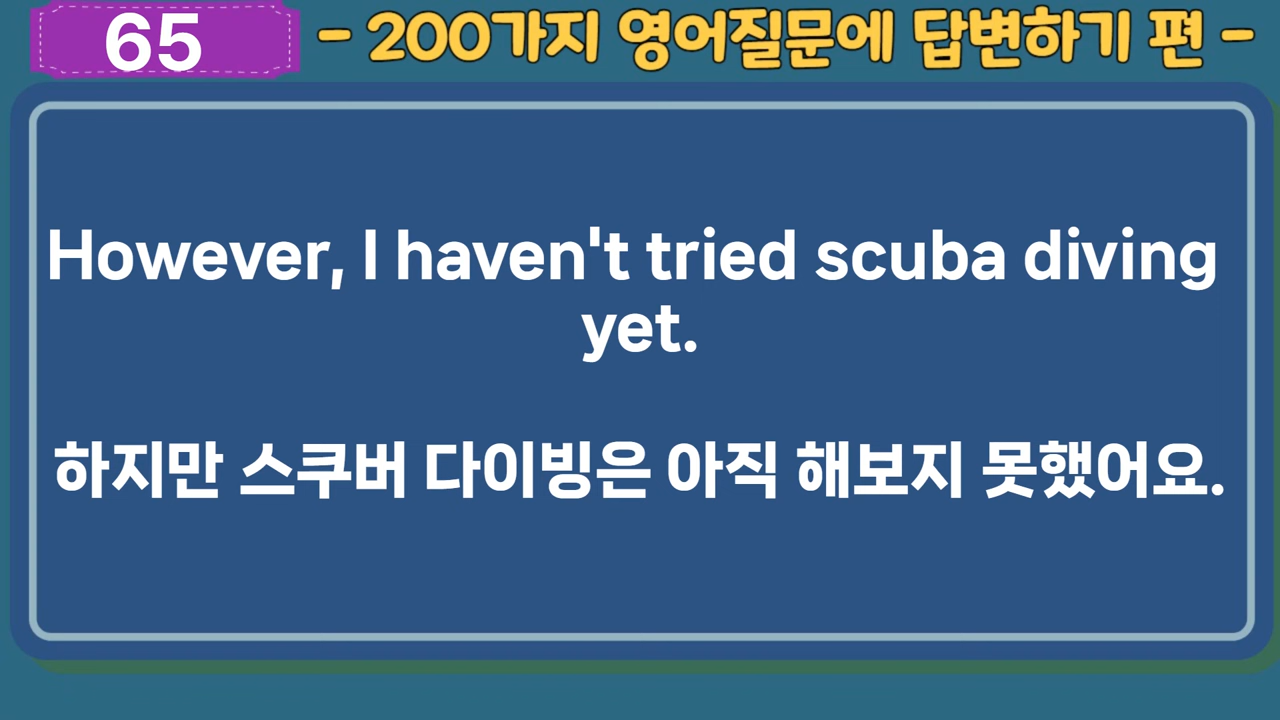 65
- 200가지 영어질문에 답변하기 편 -
However, I haven't tried scuba diving
yet.
하지만 스쿠버 다이빙은 아직 해보지 못했어요.